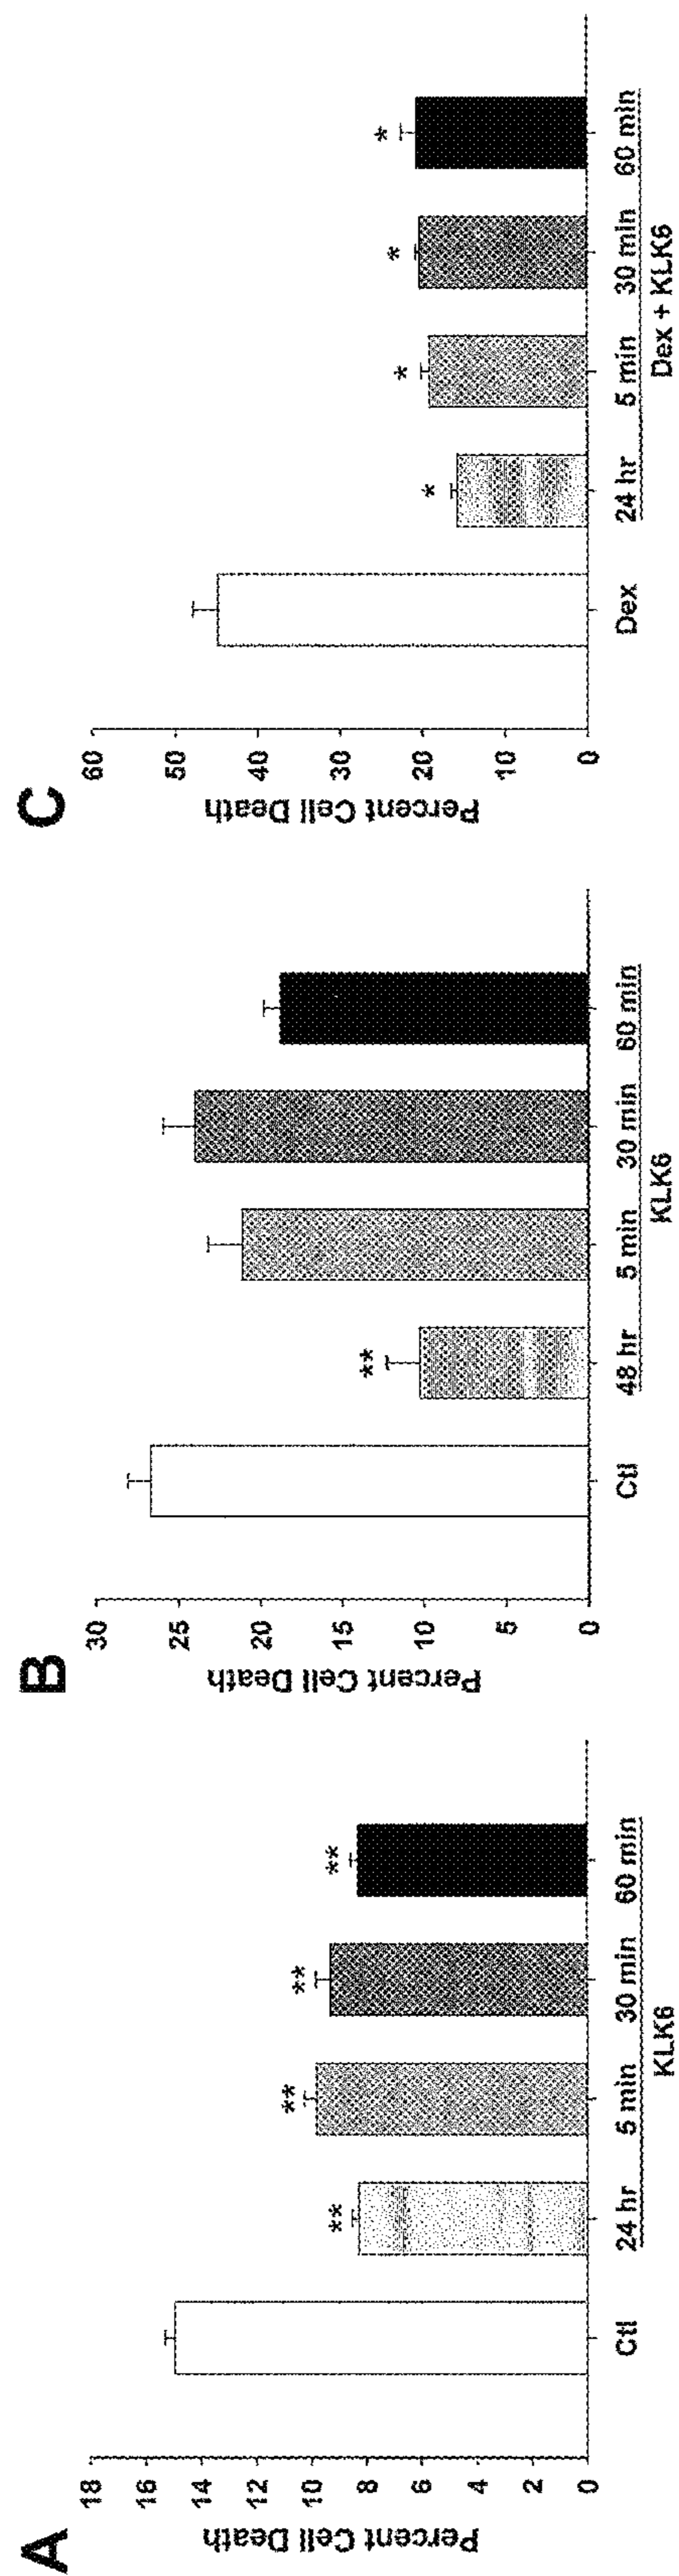 A
Percent Cell Death
18
16
14
12
10
8
6
4
2
0
**
**
**
**
Ctl
24 hr
5 min
30 min
60 min
KLK6
B
Percent Cell Death
30
25
20
15
10
5
0
**
Ctl
48 hr
5 min
30 min
60 min
KLK6
C
Percent Cell Death
60
50
40
30
20
10
0
*
*
*
*
Dex
24 hr
5 min
30 min
60 min
Dex + KLK6